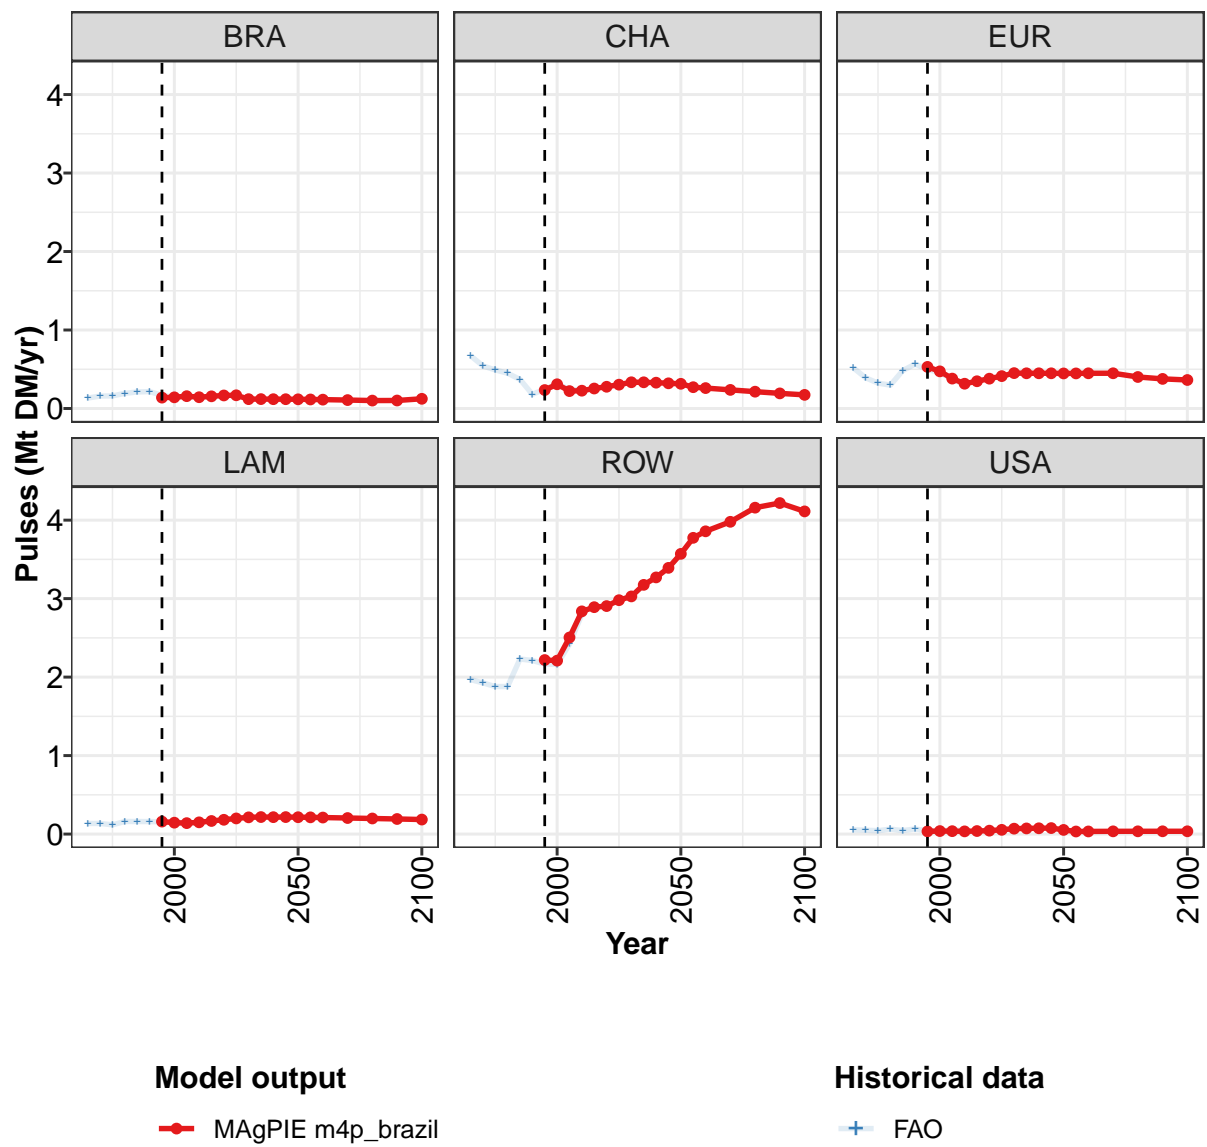 BRA
CHA
EUR
4
3
2
1
0
LAM
ROW
USA
4
3
2
1
0
Pulses (Mt DM/yr)
2000
2050
2100
2000
2050
2100
2000
2050
2100
Year
Model output
Historical data
MAgPIE m4p_brazil
FAO